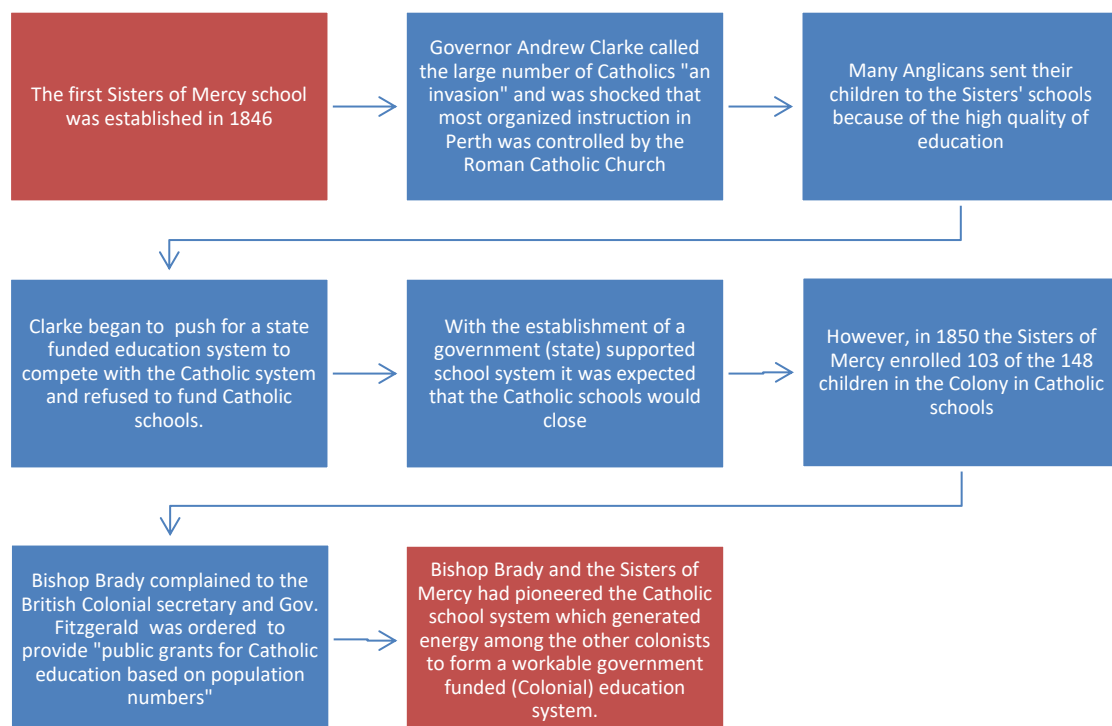 The first Sisters of Mercy school
was established in 1846
Governor Andrew Clarke called
the large number of Catholics "an
invasion" and was shocked that
most organized instruction in
Perth was controlled by the
Roman Catholic Church
Many Anglicans sent their
children to the Sisters' schools
because of the high quality of
education
Clarke began to  push for a state
funded education system to
compete with the Catholic system
and refused to fund Catholic
schools.
With the establishment of a
government (state) supported
school system it was expected
that the Catholic schools would
close
However, in 1850 the Sisters of
Mercy enrolled 103 of the 148
children in the Colony in Catholic
schools
Bishop Brady complained to the
British Colonial secretary and Gov.
Fitzgerald  was ordered  to
provide "public grants for Catholic
education based on population
numbers"
Bishop Brady and the Sisters of
Mercy had pioneered the Catholic
school system which generated
energy among the other colonists
to form a workable government
funded (Colonial) education
system.